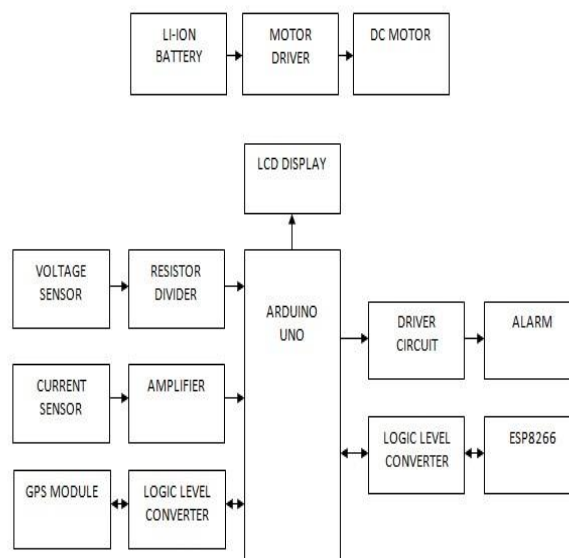 LI-ION
BATTERY
MOTOR
DRIVER
DC MOTOR
LCD DISPLAY
VOLTAGE
SENSOR
RESISTOR
DIVIDER
ARDUINO
UNO
DRIVER
CIRCUIT
ALARM
CURRENT
SENSOR
AMPLIFIER
LOGIC LEVEL
CONVERTER
ESP8266
GPS MODULE
LOGIC LEVEL
CONVERTER